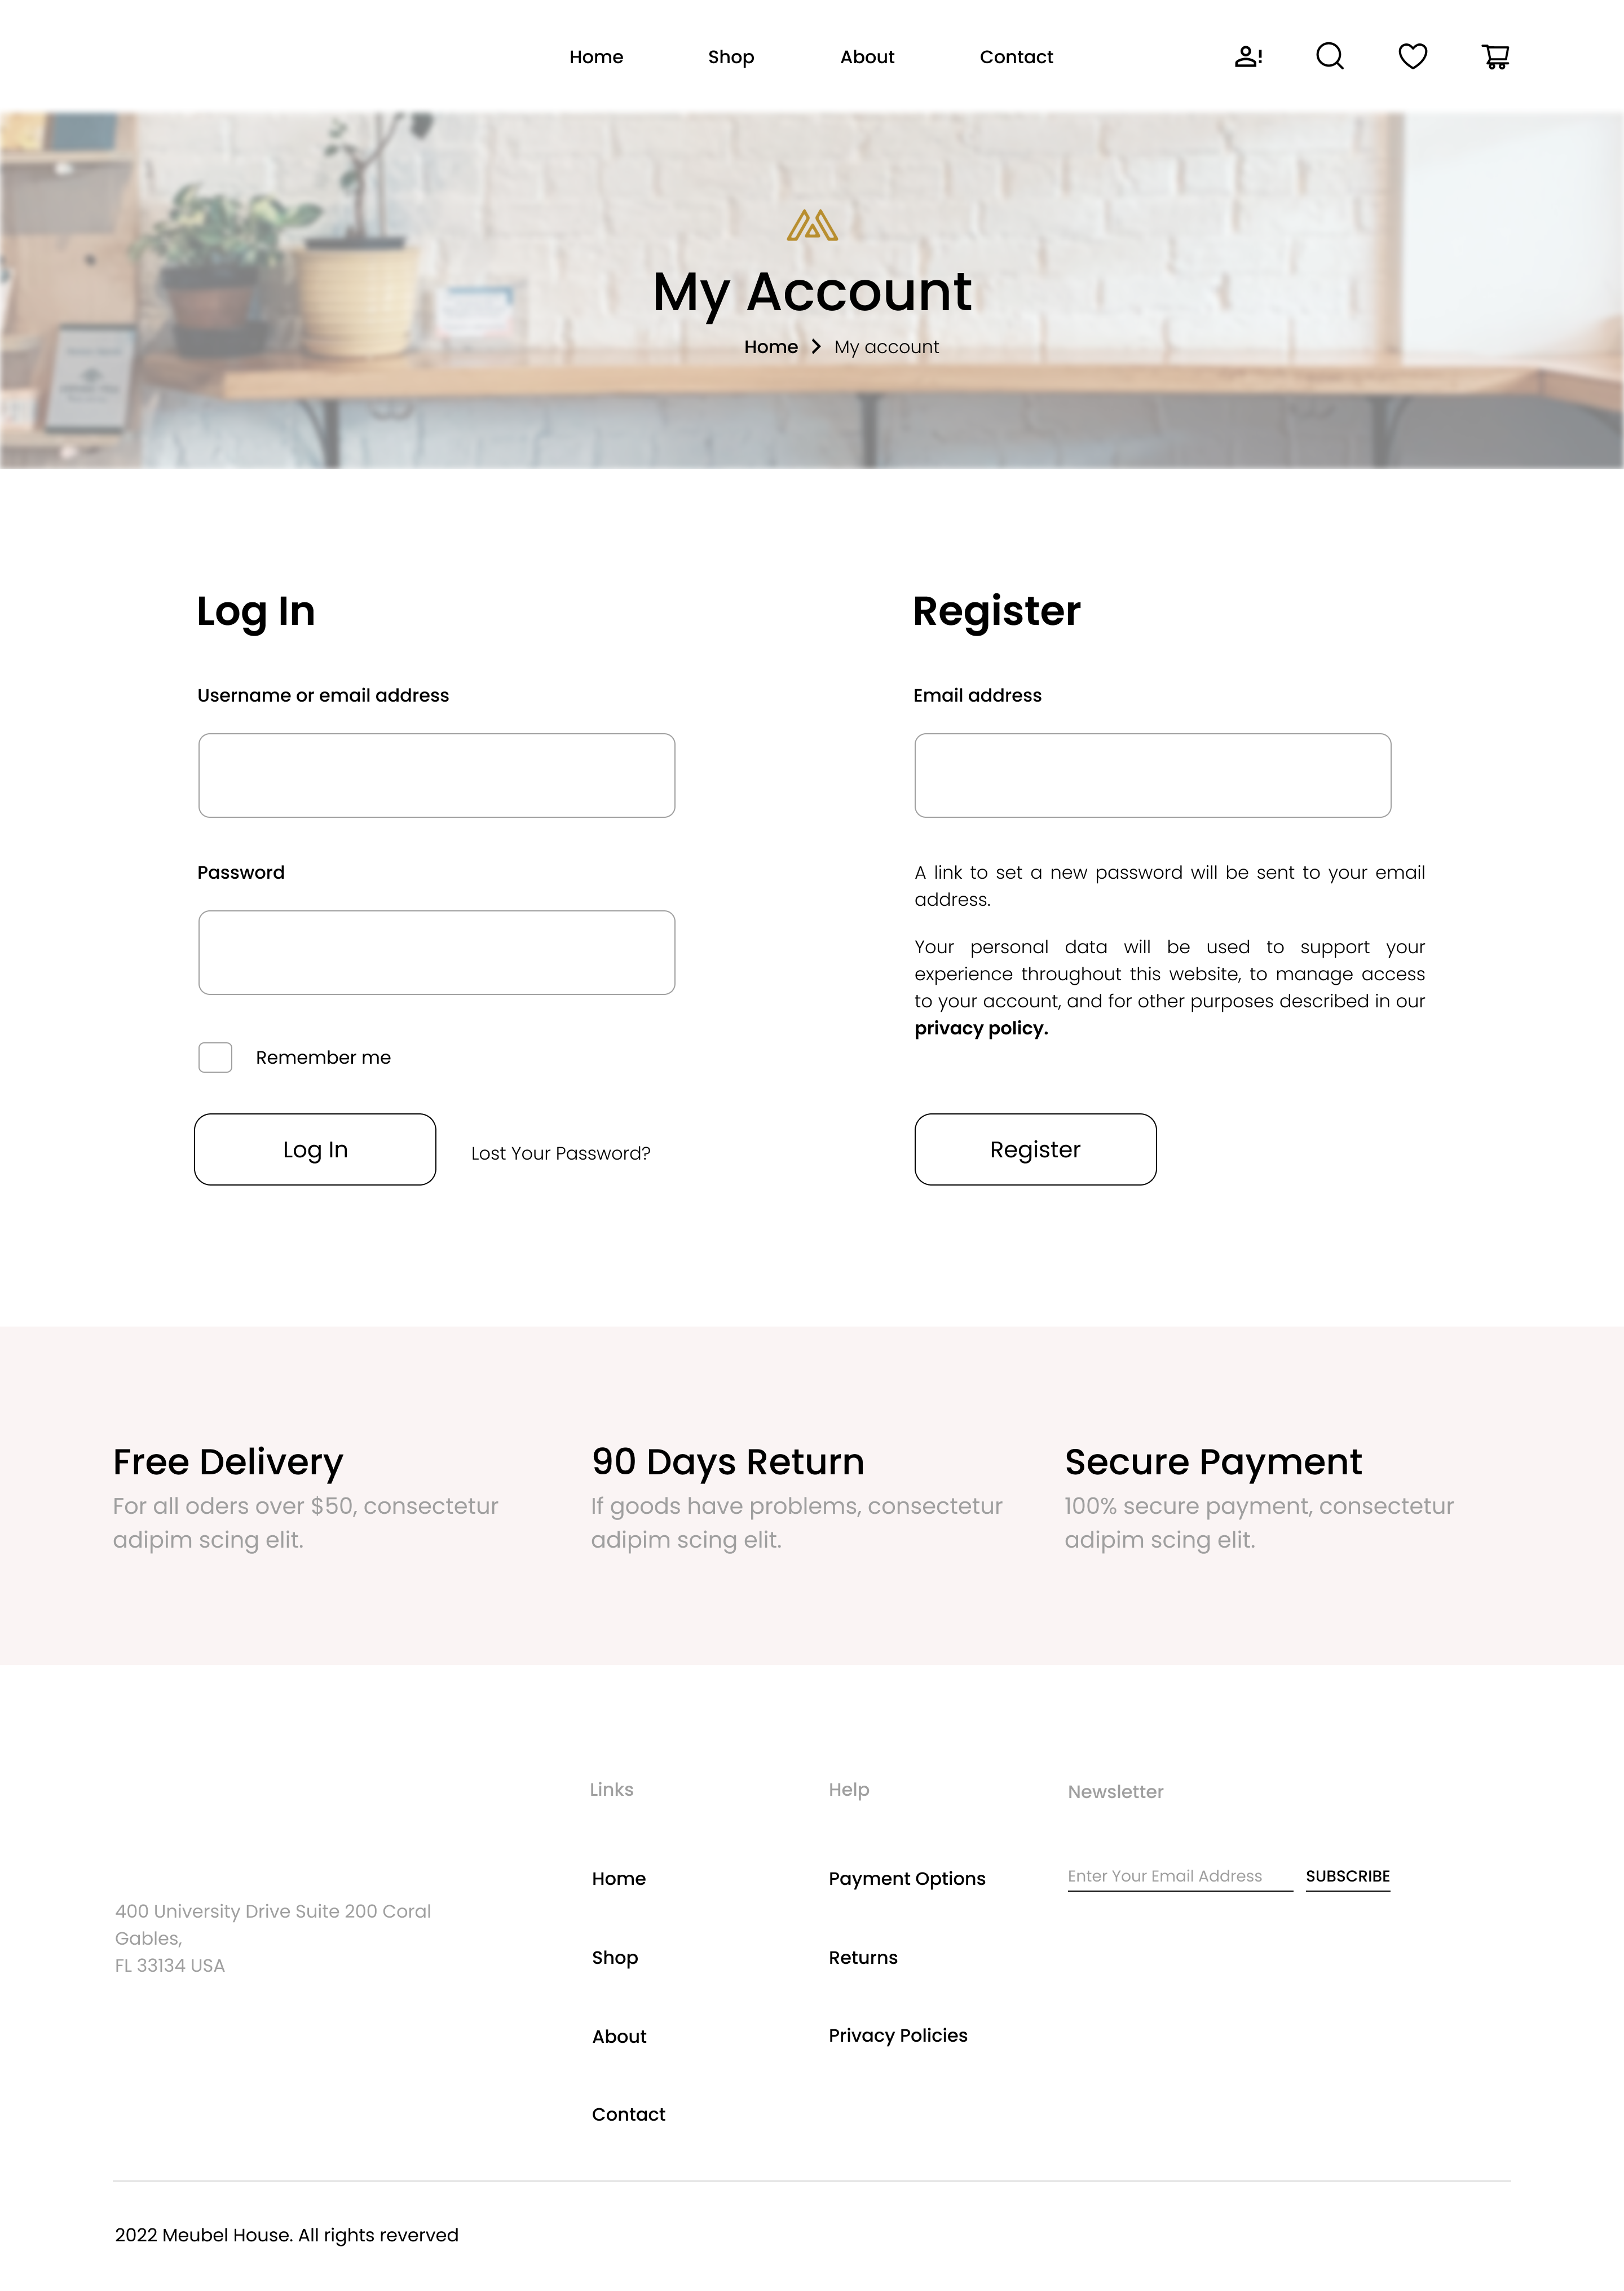 Home
Shop
About
Contact
My Account
Home
My account
Log In
Username or email address
Password
Remember me
Log In
Lost Your Password?
Register
Email address
A link to set a new password will be sent to your email
address.
Your personal data will be used to support your
experience throughout this website, to manage access
to your account, and for other purposes described in our
privacy policy.
Register
Free Delivery
For all oders over $50, consectetur
adipim scing elit.
90 Days Return
If goods have problems, consectetur
adipim scing elit.
Secure Payment
100% secure payment, consectetur
adipim scing elit.
400 University Drive Suite 200 Coral
Gables,
FL 33134 USA
Links
Home
Shop
About
Contact
Help
Payment Options
Returns
Privacy Policies
Newsletter
Enter Your Email Address
SUBSCRIBE
2022 Meubel House. All rights reverved